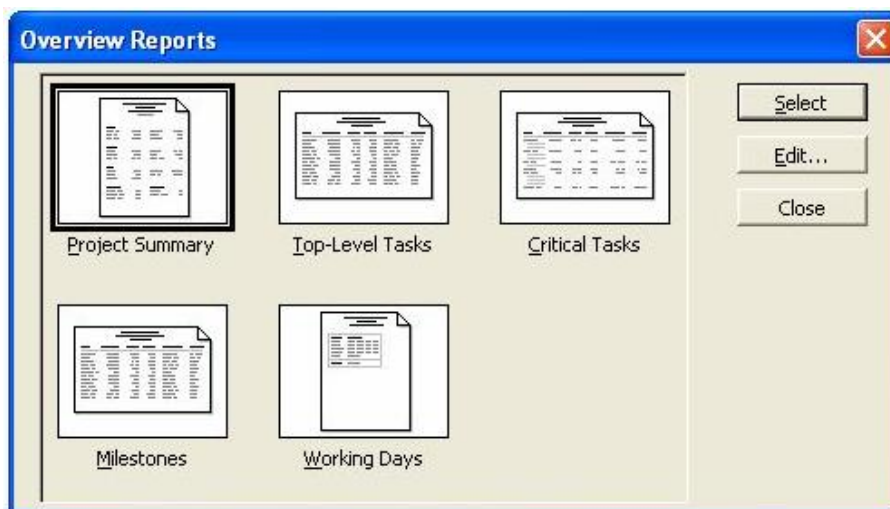 Overview Reports
Project Summary
Top-Level Tasks
Critical Tasks
Milestones
Working Days
Select
Edit...
Close